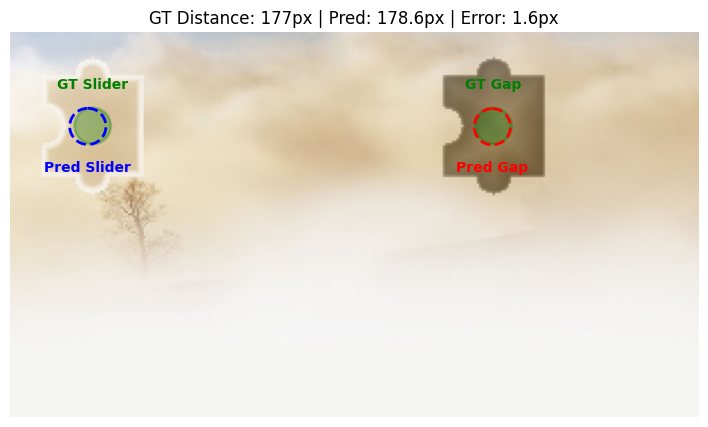 GT Distance: 177px | Pred: 178.6px | Error: 1.6px
GT Slider
GT Gap
Pred Slider
Pred Gap